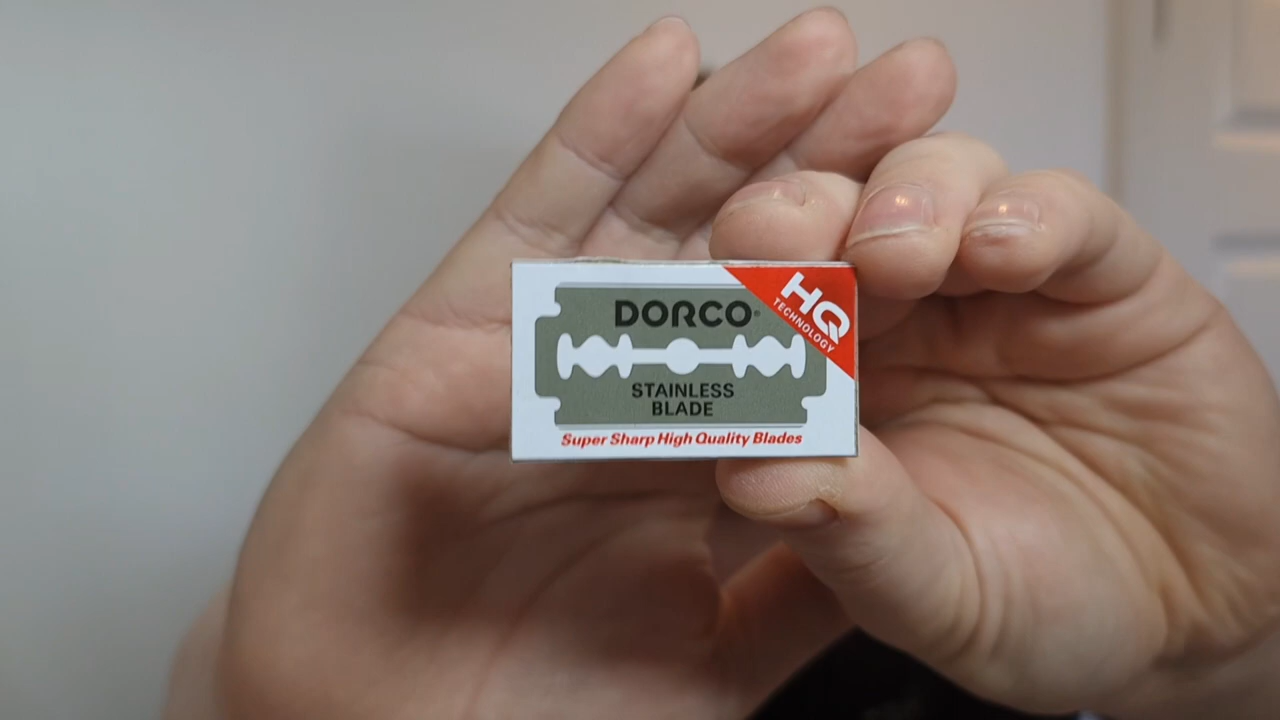 DORCO®
HQ
TECHNOLOGY
STAINLESS
BLADE
Super Sharp High Quality Blades